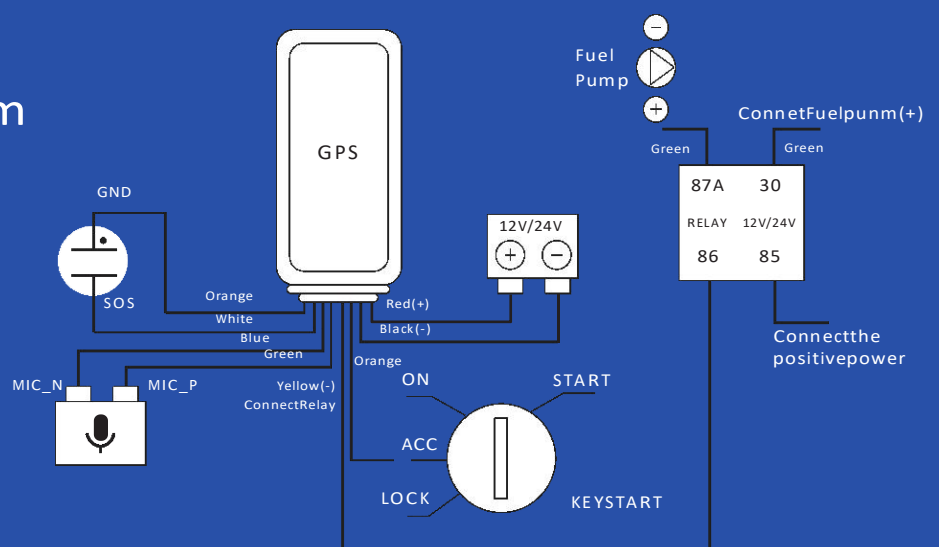 m
GPS
GND
SOS
Orange
White
Blue
Green
MIC_N
MIC_P
Yellow(-)
ConnectRelay
Red(+)
Black(-)
Orange
12V/24V
+ -
ON
START
ACC
LOCK
KEYSTART
-
Fuel
Pump
+
ConnetFuelpunm(+)
Green
Green
87A 30
RELAY 12V/24V
86 85
Connectthe
positivepower